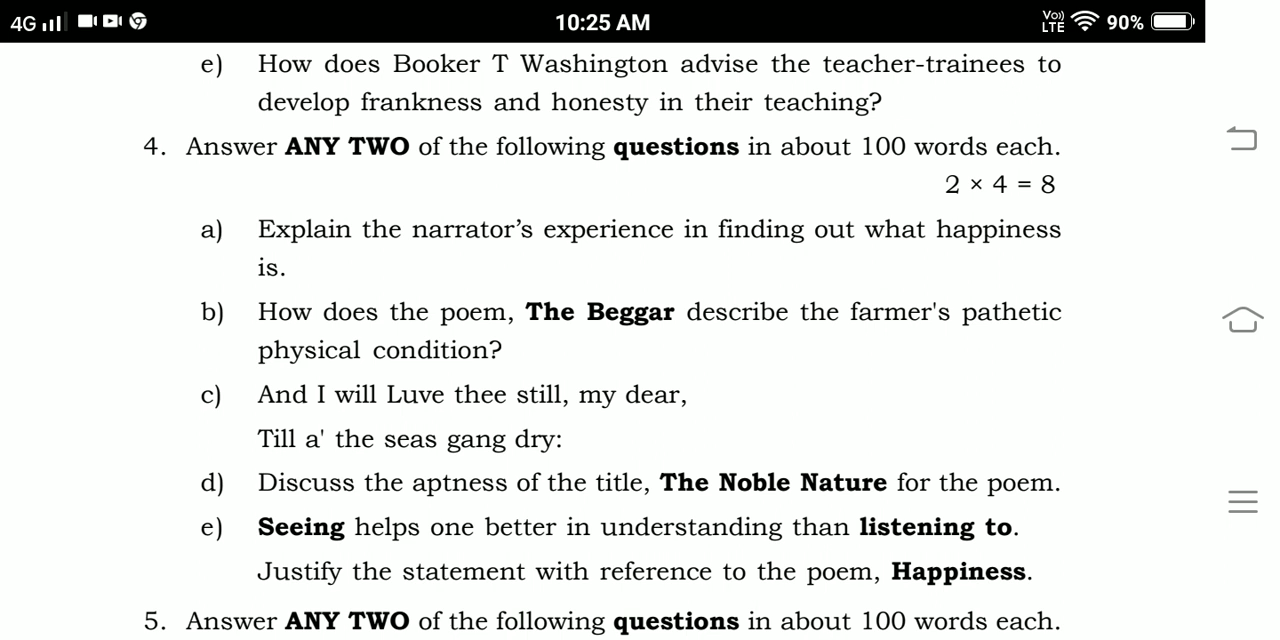 4G 10:25 AM Vo) LTE 90%
e) How does Booker T Washington advise the teacher-trainees to
develop frankness and honesty in their teaching?
4. Answer ANY TWO of the following questions in about 100 words each.
2 × 4 = 8
a) Explain the narrator's experience in finding out what happiness
is.
b) How does the poem, The Beggar describe the farmer's pathetic
physical condition?
c) And I will Luve thee still, my dear,
Till a' the seas gang dry:
d) Discuss the aptness of the title, The Noble Nature for the poem.
e) Seeing helps one better in understanding than listening to.
Justify the statement with reference to the poem, Happiness.
5. Answer ANY TWO of the following questions in about 100 words each.